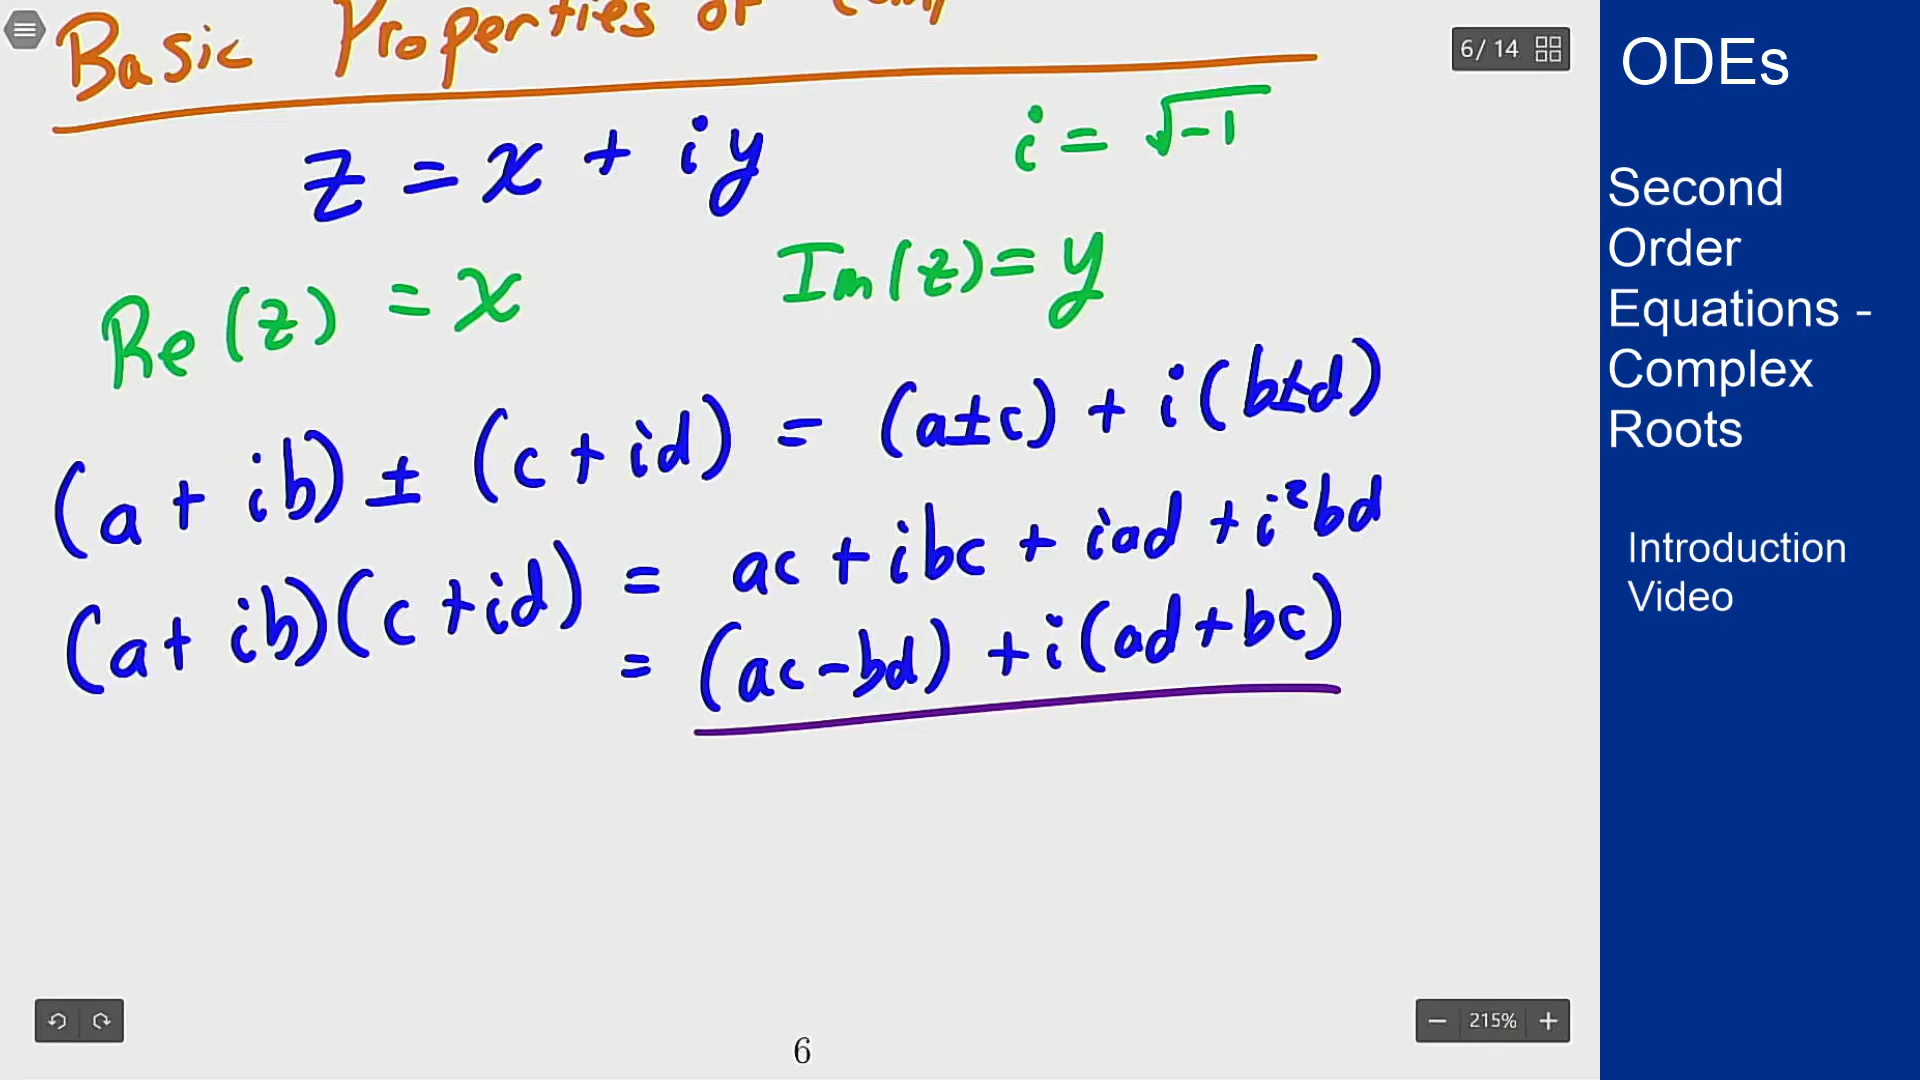 Basic Properties of
6 / 14
z = x + iy
i = √-1
Re(z) = x
Im(z) = y
(a + ib) ± (c + id) = (a±c) + i(b±d)
(a + ib)(c + id) = ac + ibc + iad + i²bd
= (ac - bd) + i(ad + bc)
215%
6
ODEs
Second
Order
Equations -
Complex
Roots
Introduction
Video